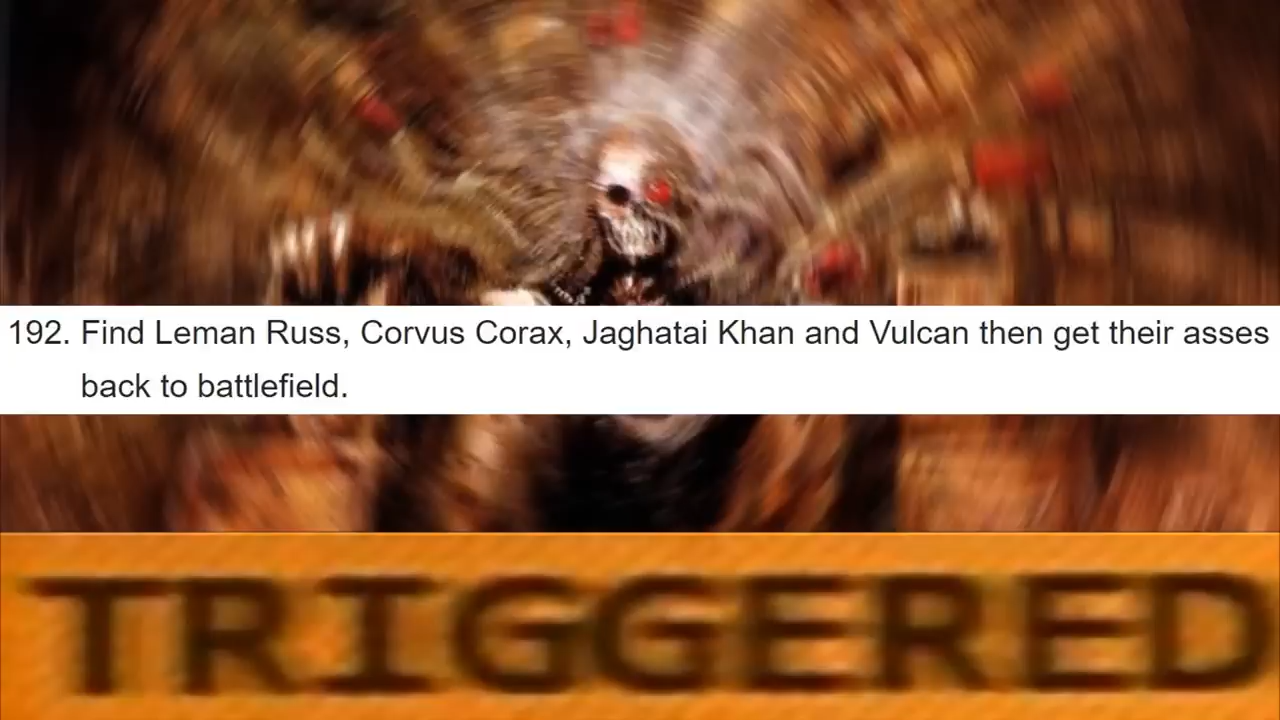 192. Find Leman Russ, Corvus Corax, Jaghatai Khan and Vulcan then get their asses
back to battlefield.
TRIGGERED